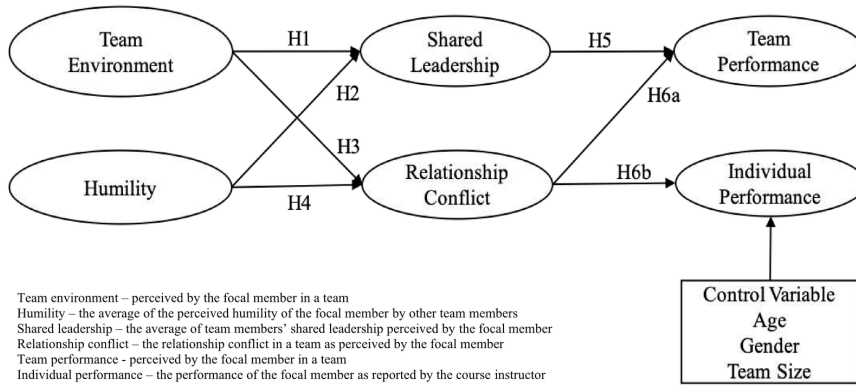 Team
Environment
H1
Shared
Leadership
H5
Team
Performance
H2
H6a
H3
Humility
H4
Relationship
Conflict
H6b
Individual
Performance
Control Variable
Age
Gender
Team Size
Team environment – perceived by the focal member in a team
Humility – the average of the perceived humility of the focal member by other team members
Shared leadership – the average of team members' shared leadership perceived by the focal member
Relationship conflict – the relationship conflict in a team as perceived by the focal member
Team performance - perceived by the focal member in a team
Individual performance – the performance of the focal member as reported by the course instructor